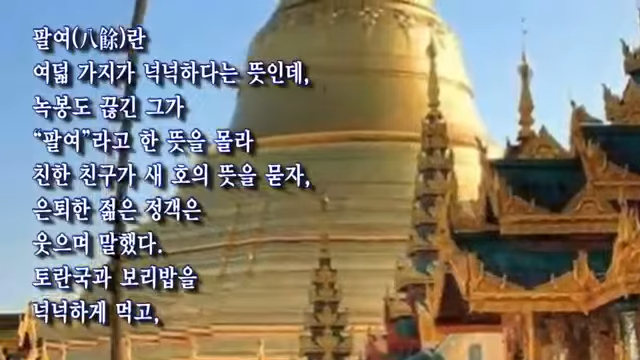 팔여(八餘)란
여덟 가지가 넉넉하다는 뜻인데,
녹봉도 끊긴 그가
“팔여”라고 한 뜻을 몰라
친한 친구가 새 호의 뜻을 묻자,
은퇴한 젊은 정객은
웃으며 말했다.
토란국과 보리밥을
넉넉하게 먹고,